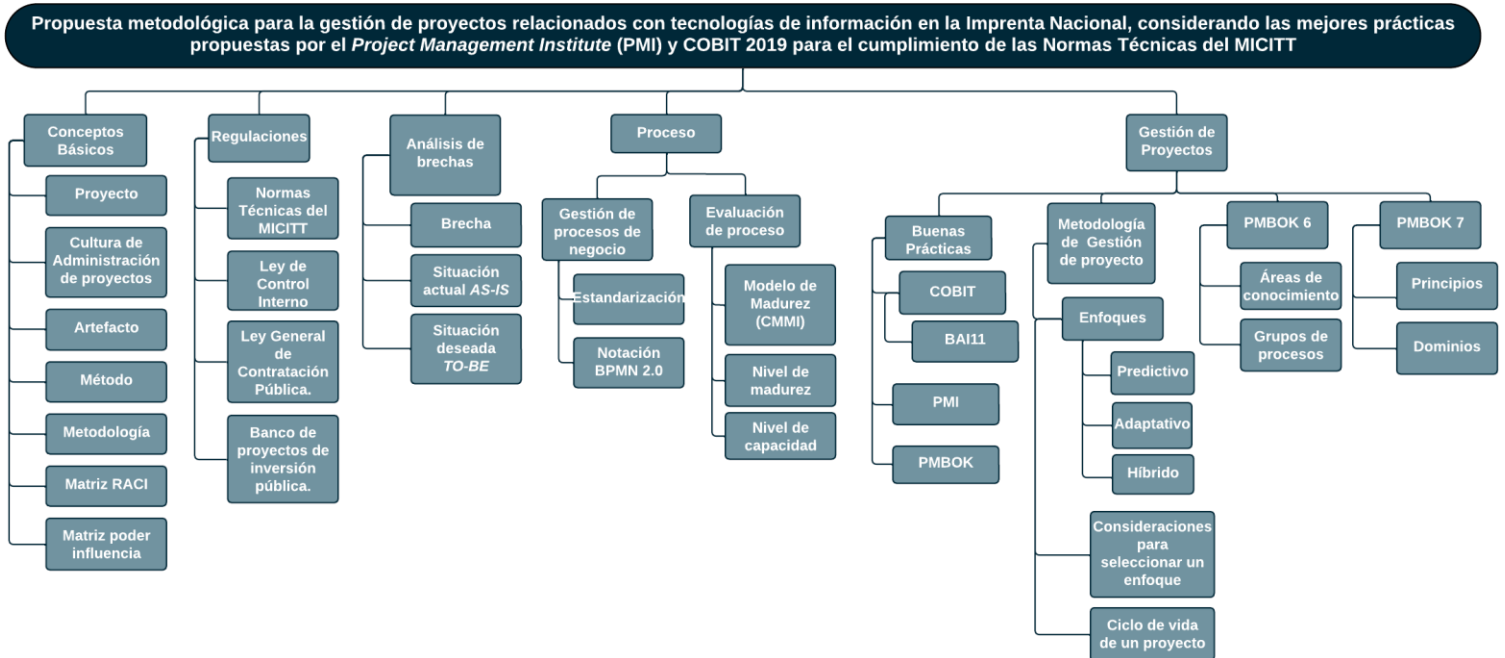 Propuesta metodológica para la gestión de proyectos relacionados con tecnologías de información en la Imprenta Nacional, considerando las mejores prácticas
propuestas por el Project Management Institute (PMI) y COBIT 2019 para el cumplimiento de las Normas Técnicas del MICITT
Conceptos
Básicos
Proyecto
Cultura de
Administración
de proyectos
Artefacto
Método
Metodología
Matriz RACI
Matriz poder
influencia
Regulaciones
Normas
Técnicas del
MICITT
Ley de
Control
Interno
Ley General
de
Contratación
Pública.
Banco de
proyectos de
inversión
pública.
Análisis de
brechas
Brecha
Situación
actual AS-IS
Situación
deseada
TO-BE
Proceso
Gestión de
procesos de
negocio
Estandarización
Notación
BPMN 2.0
Evaluación
de proceso
Modelo de
Madurez
(CMMI)
Nivel de
madurez
Nivel de
capacidad
Gestión de
Proyectos
Buenas
Prácticas
COBIT
BAI11
PMI
PMBOK
Metodología
de Gestión
de proyecto
Enfoques
Predictivo
Adaptativo
Híbrido
Consideraciones
para
seleccionar un
enfoque
Ciclo de vida
de un proyecto
PMBOK 6
Áreas de
conocimiento
Grupos de
procesos
PMBOK 7
Principios
Dominios